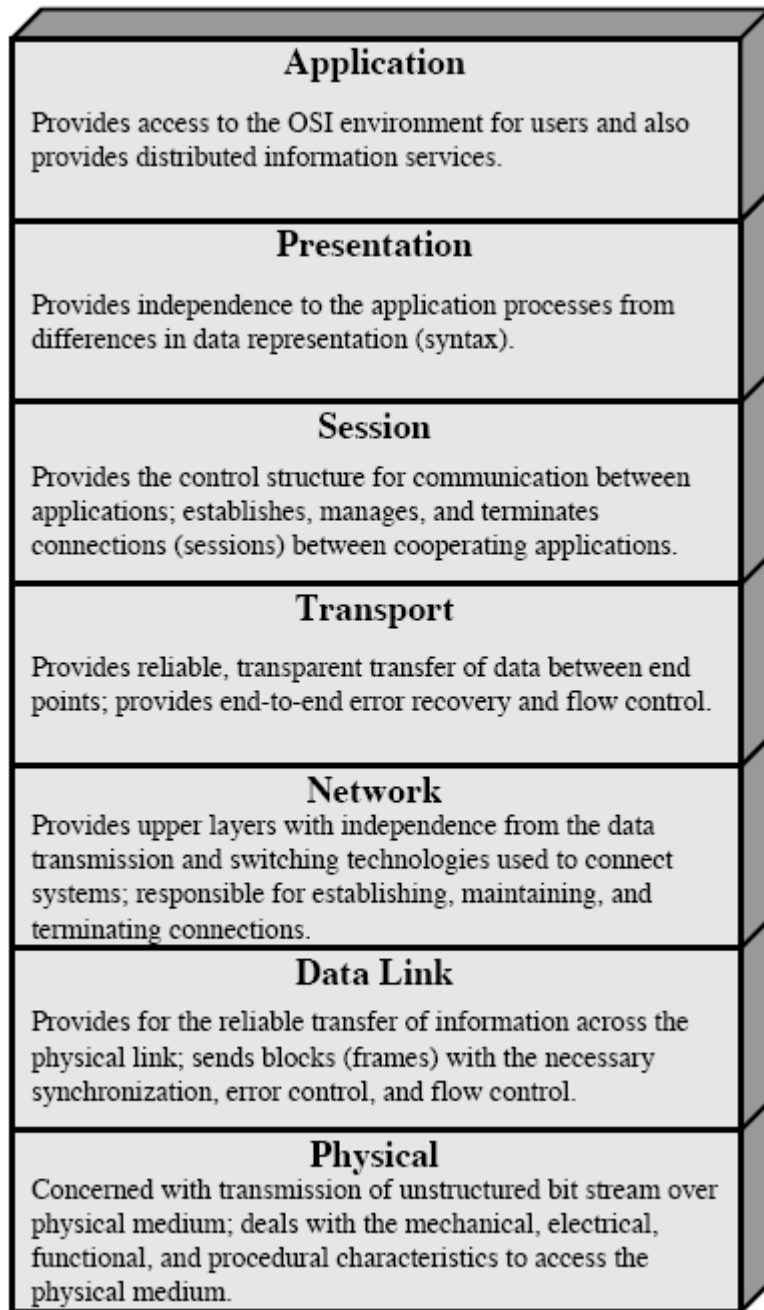 Application
Provides access to the OSI environment for users and also
provides distributed information services.
Presentation
Provides independence to the application processes from
differences in data representation (syntax).
Session
Provides the control structure for communication between
applications; establishes, manages, and terminates
connections (sessions) between cooperating applications.
Transport
Provides reliable, transparent transfer of data between end
points; provides end-to-end error recovery and flow control.
Network
Provides upper layers with independence from the data
transmission and switching technologies used to connect
systems; responsible for establishing, maintaining, and
terminating connections.
Data Link
Provides for the reliable transfer of information across the
physical link; sends blocks (frames) with the necessary
synchronization, error control, and flow control.
Physical
Concerned with transmission of unstructured bit stream over
physical medium; deals with the mechanical, electrical,
functional, and procedural characteristics to access the
physical medium.